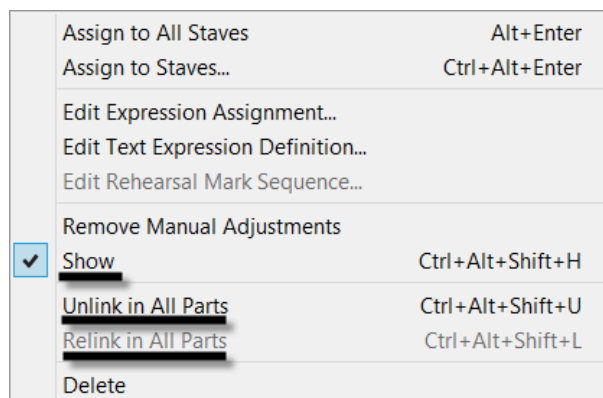 Assign to All Staves Alt+Enter
Assign to Staves... Ctrl+Alt+Enter
Edit Expression Assignment...
Edit Text Expression Definition...
Edit Rehearsal Mark Sequence...
Remove Manual Adjustments
Show Ctrl+Alt+Shift+H
Unlink in All Parts Ctrl+Alt+Shift+U
Relink in All Parts Ctrl+Alt+Shift+L
Delete